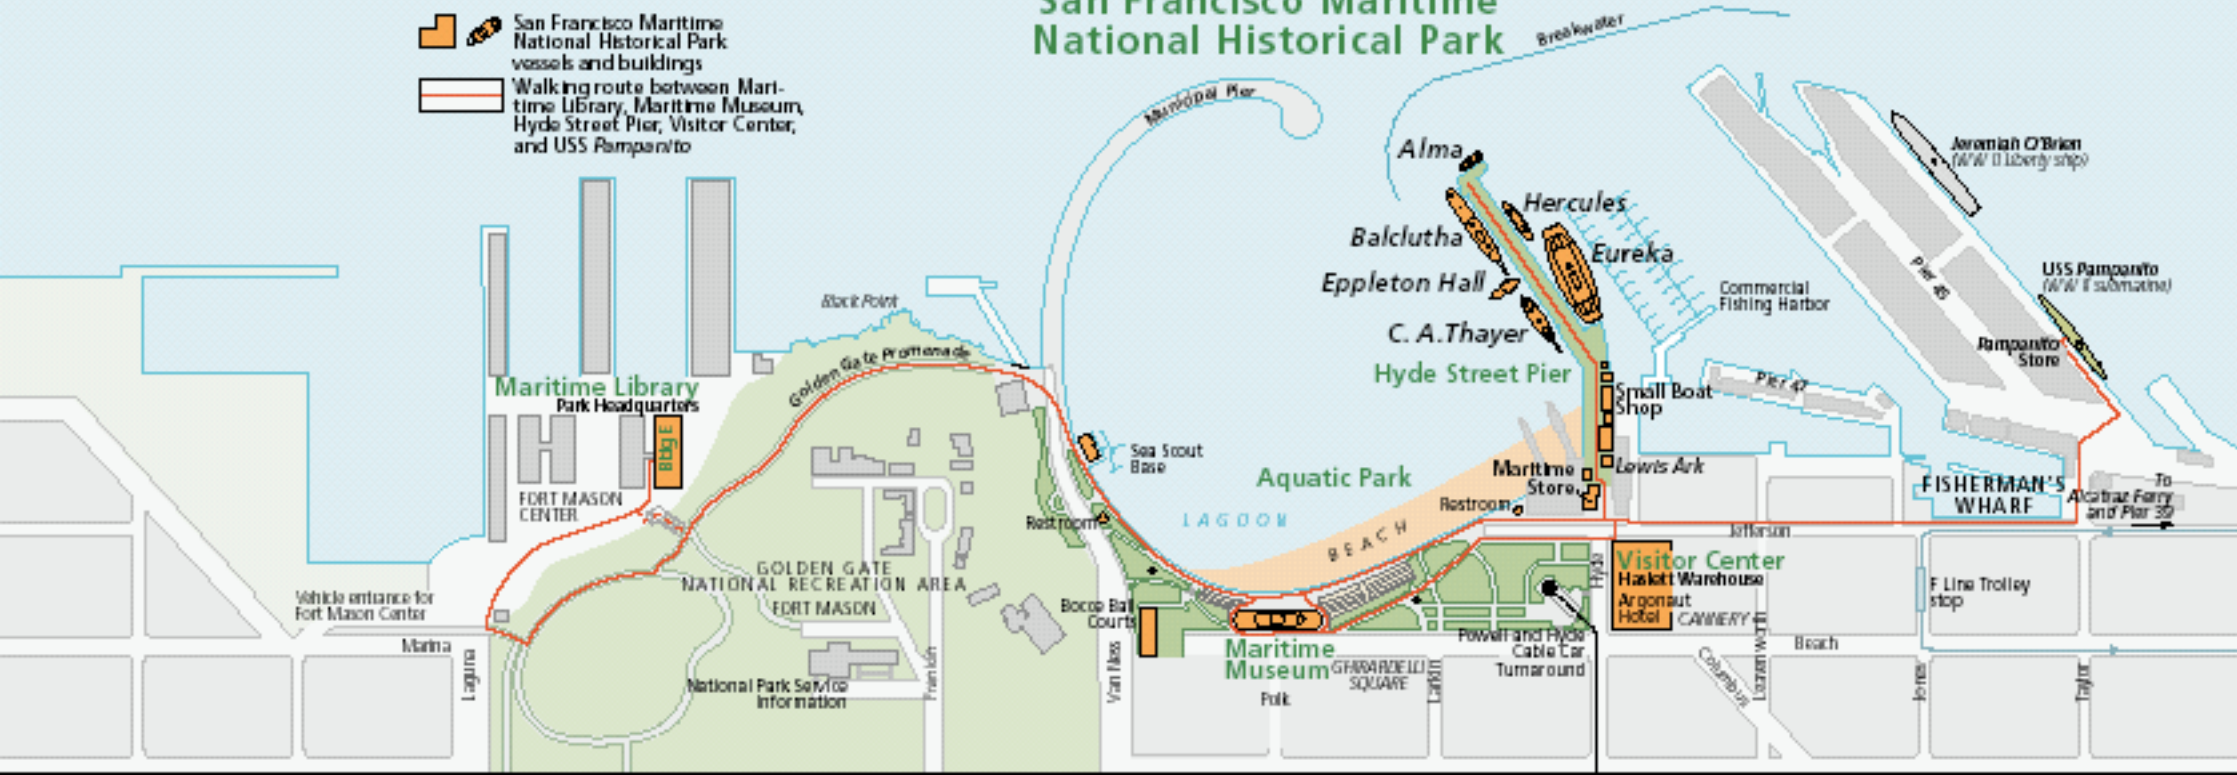 San Francisco Maritime
National Historical Park
San Francisco Maritime
National Historical Park
vessels and buildings
Walking route between Mari-
time Library, Maritime Museum,
Hyde Street Pier, Visitor Center,
and USS Pampanito
Breakwater
Municipal Pier
Alma
Hercules
Balclutha
Eureka
Eppleton Hall
C. A. Thayer
Hyde Street Pier
Jeremiah O'Brien
(WW II Liberty ship)
USS Pampanito
(WW II submarine)
Pampanito
Store
Pier 45
Commercial
Fishing Harbor
Pier 47
Small Boat
Shop
Lewis Ark
Maritime
Store
Restroom
Black Point
Golden Gate Promenade
Maritime Library
Park Headquarters
Bldg E
FORT MASON
CENTER
Sea Scout
Base
Restroom
Aquatic Park
LAGOON
BEACH
FISHERMAN'S
WHARF
To
Alcatraz Ferry
and Pier 39
Jefferson
GOLDEN GATE
NATIONAL RECREATION AREA
FORT MASON
Vehicle entrance for
Fort Mason Center
Marina
Laguna
National Park Service
Information
Franklin
Van Ness
Bocce Ball
Courts
Maritime
Museum
GHIRARDELLI
SQUARE
Polk
Larkin
Powell and Hyde
Cable Car
Turnaround
Hyde
Visitor Center
Haslett Warehouse
Argonaut
Hotel
CANNERY
Columbus
Leavenworth
Beach
F Line Trolley
stop
Jones
Taylor